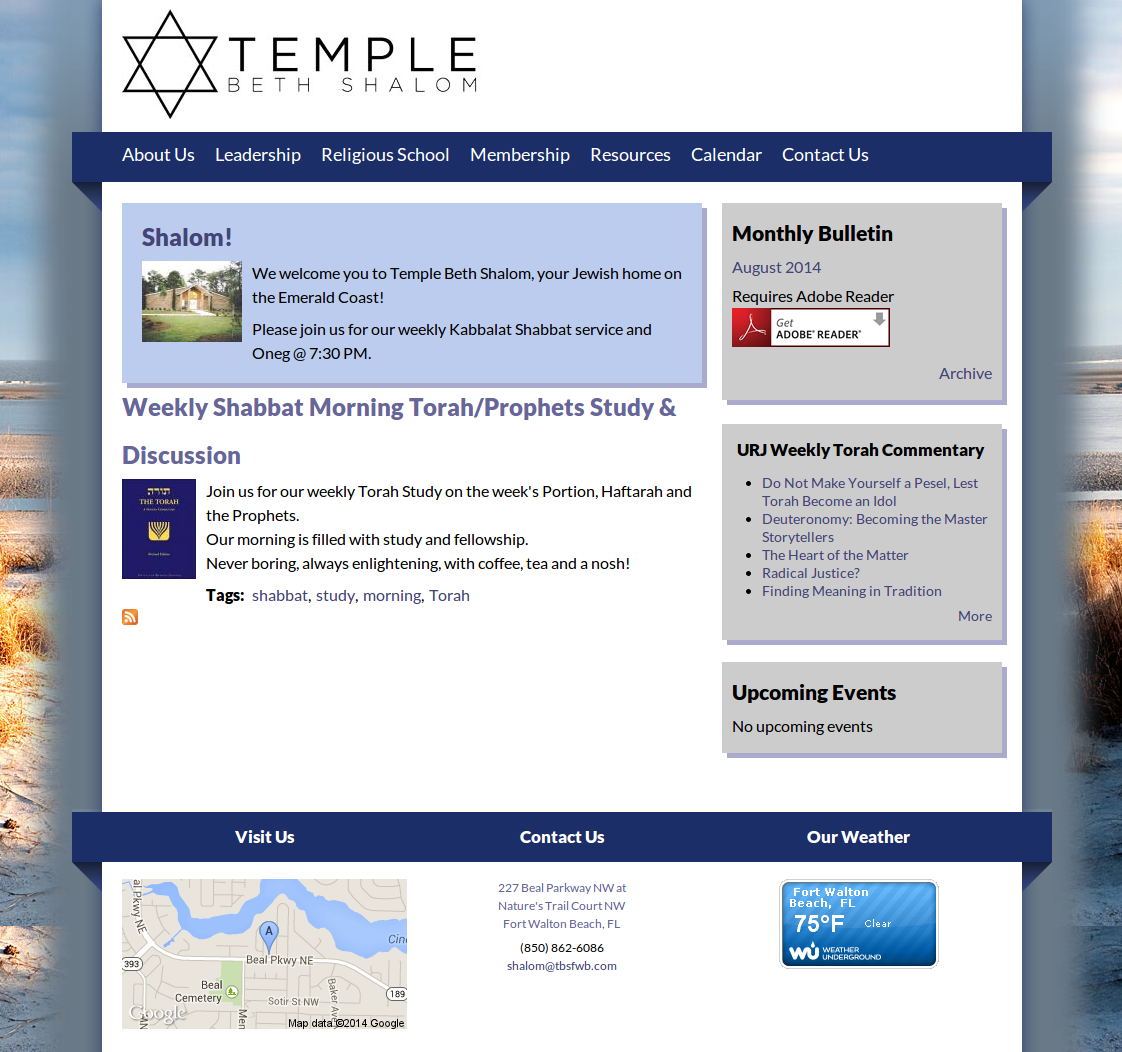 TEMPLE
BETH SHALOM
About Us Leadership Religious School Membership Resources Calendar Contact Us
Shalom!
We welcome you to Temple Beth Shalom, your Jewish home on
the Emerald Coast!
Please join us for our weekly Kabbalat Shabbat service and
Oneg @ 7:30 PM.
Weekly Shabbat Morning Torah/Prophets Study &
Discussion
תורה
THE TORAH
Join us for our weekly Torah Study on the week's Portion, Haftarah and
the Prophets.
Our morning is filled with study and fellowship.
Never boring, always enlightening, with coffee, tea and a nosh!
Tags: shabbat, study, morning, Torah
Monthly Bulletin
August 2014
Requires Adobe Reader
Get
ADOBE® READER®
Archive
URJ Weekly Torah Commentary
Do Not Make Yourself a Pesel, Lest
Torah Become an Idol
Deuteronomy: Becoming the Master
Storytellers
The Heart of the Matter
Radical Justice?
Finding Meaning in Tradition
More
Upcoming Events
No upcoming events
Visit Us Contact Us Our Weather
al Pkwy NE
A
Cin
Beal Pkwy NE
393
Beal
Cemetery
Sotir St NW
Baker Ave
189
Mem
Google
Map data ©2014 Google
227 Beal Parkway NW at
Nature's Trail Court NW
Fort Walton Beach, FL
(850) 862-6086
shalom@tbsfwb.com
Fort Walton
Beach, FL
75°F Clear
wu WEATHER
UNDERGROUND